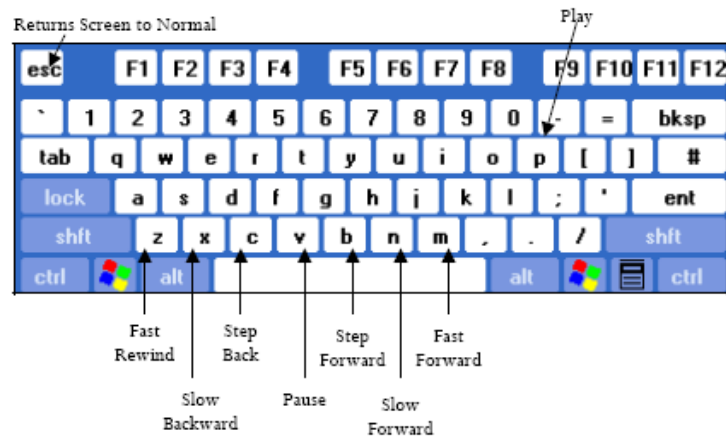 Returns Screen to Normal
Play
esc F1 F2 F3 F4 F5 F6 F7 F8 F9 F10 F11 F12
` 1 2 3 4 5 6 7 8 9 0 - = bksp
tab q w e r t y u i o p [ ] #
lock a s d f g h j k l ; ' ent
shft z x c v b n m , . / shft
ctrl alt alt ctrl
Fast Step Step Fast
Rewind Back Forward Forward
Slow Pause Slow
Backward Forward